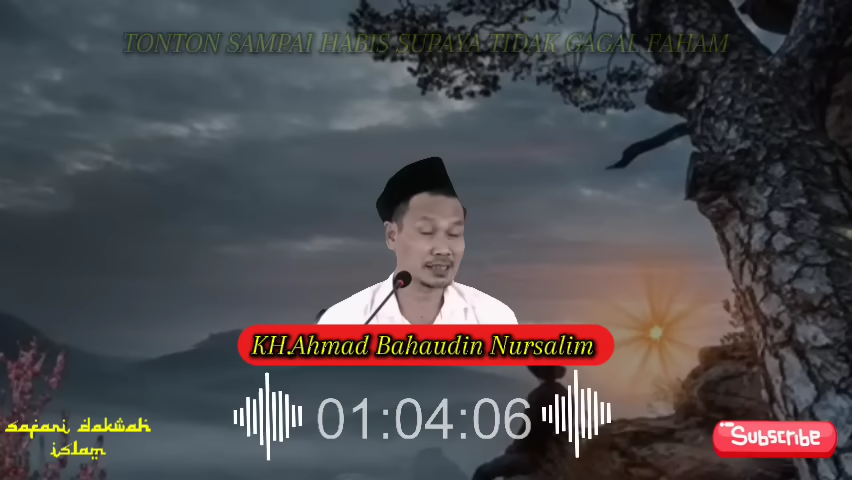 TONTON SAMPAI HABIS SUPAYA TIDAK GAGAL FAHAM
KH.Ahmad Bahaudin Nursalim
01:04:06
safari dakwah
islam
SUBSCRIBE